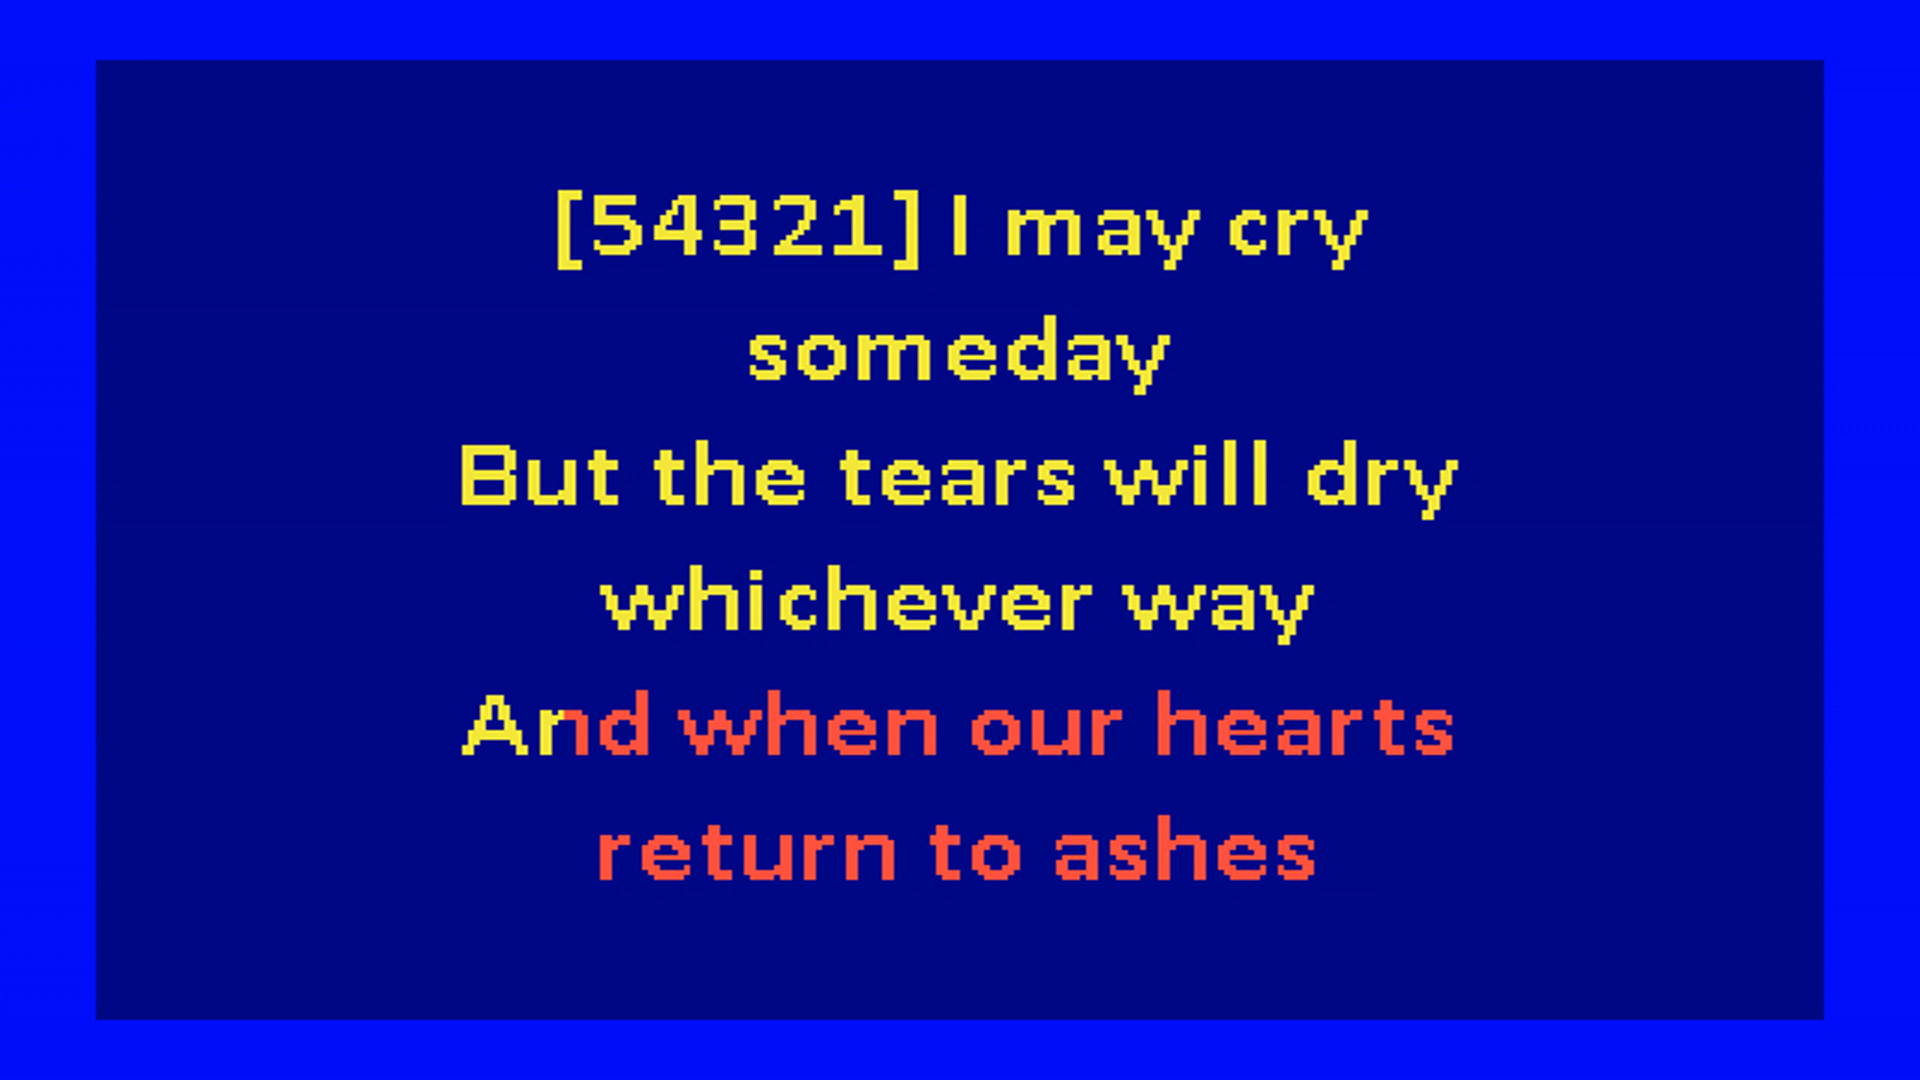 [54321] I may cry
someday
But the tears will dry
whichever way
And when our hearts
return to ashes